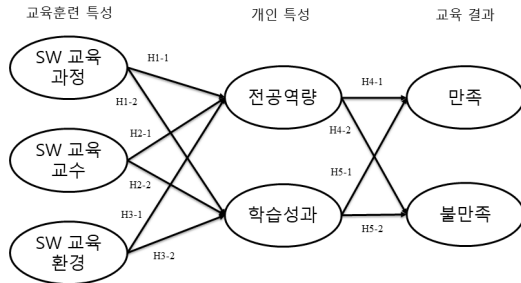 교육훈련 특성
개인 특성
교육 결과
SW 교육
과정
H1-1
전공역량
H4-1
만족
H1-2
H4-2
H2-1
SW 교육
교수
H2-2
H5-1
H3-1
학습성과
H5-2
불만족
SW 교육
환경
H3-2